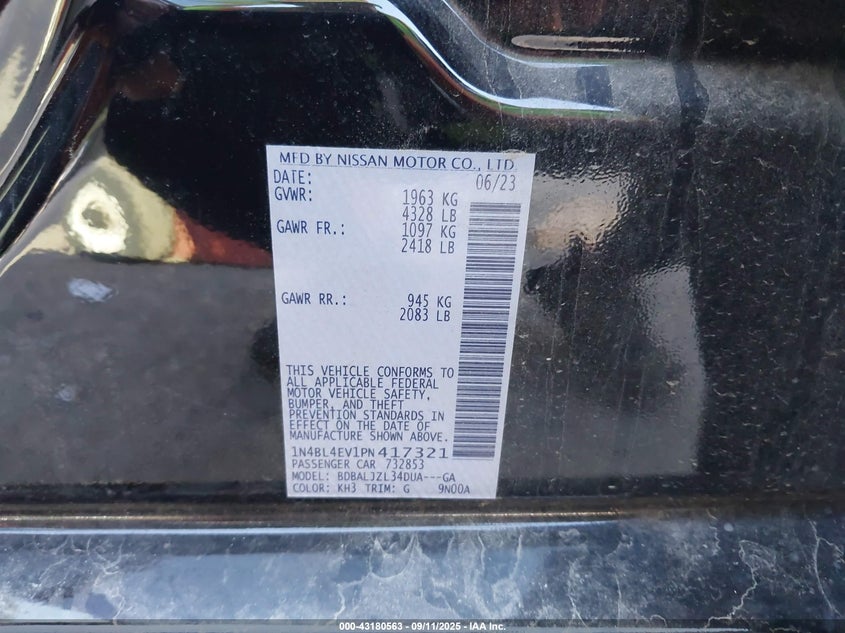 MFD BY NISSAN MOTOR CO., LTD.
DATE: 06/23
GVWR: 1963 KG
4328 LB
GAWR FR.: 1097 KG
2418 LB
GAWR RR.: 945 KG
2083 LB
THIS VEHICLE CONFORMS TO
ALL APPLICABLE FEDERAL
MOTOR VEHICLE SAFETY,
BUMPER, AND THEFT
PREVENTION STANDARDS IN
EFFECT ON THE DATE OF
MANUFACTURE SHOWN ABOVE.
1N4BL4EV1PN417321
PASSENGER CAR 732853
MODEL: BDBALJZL34DUA---GA
COLOR: KH3 TRIM: G 9N00A
000-43180563 - 09/11/2025 - IAA Inc.